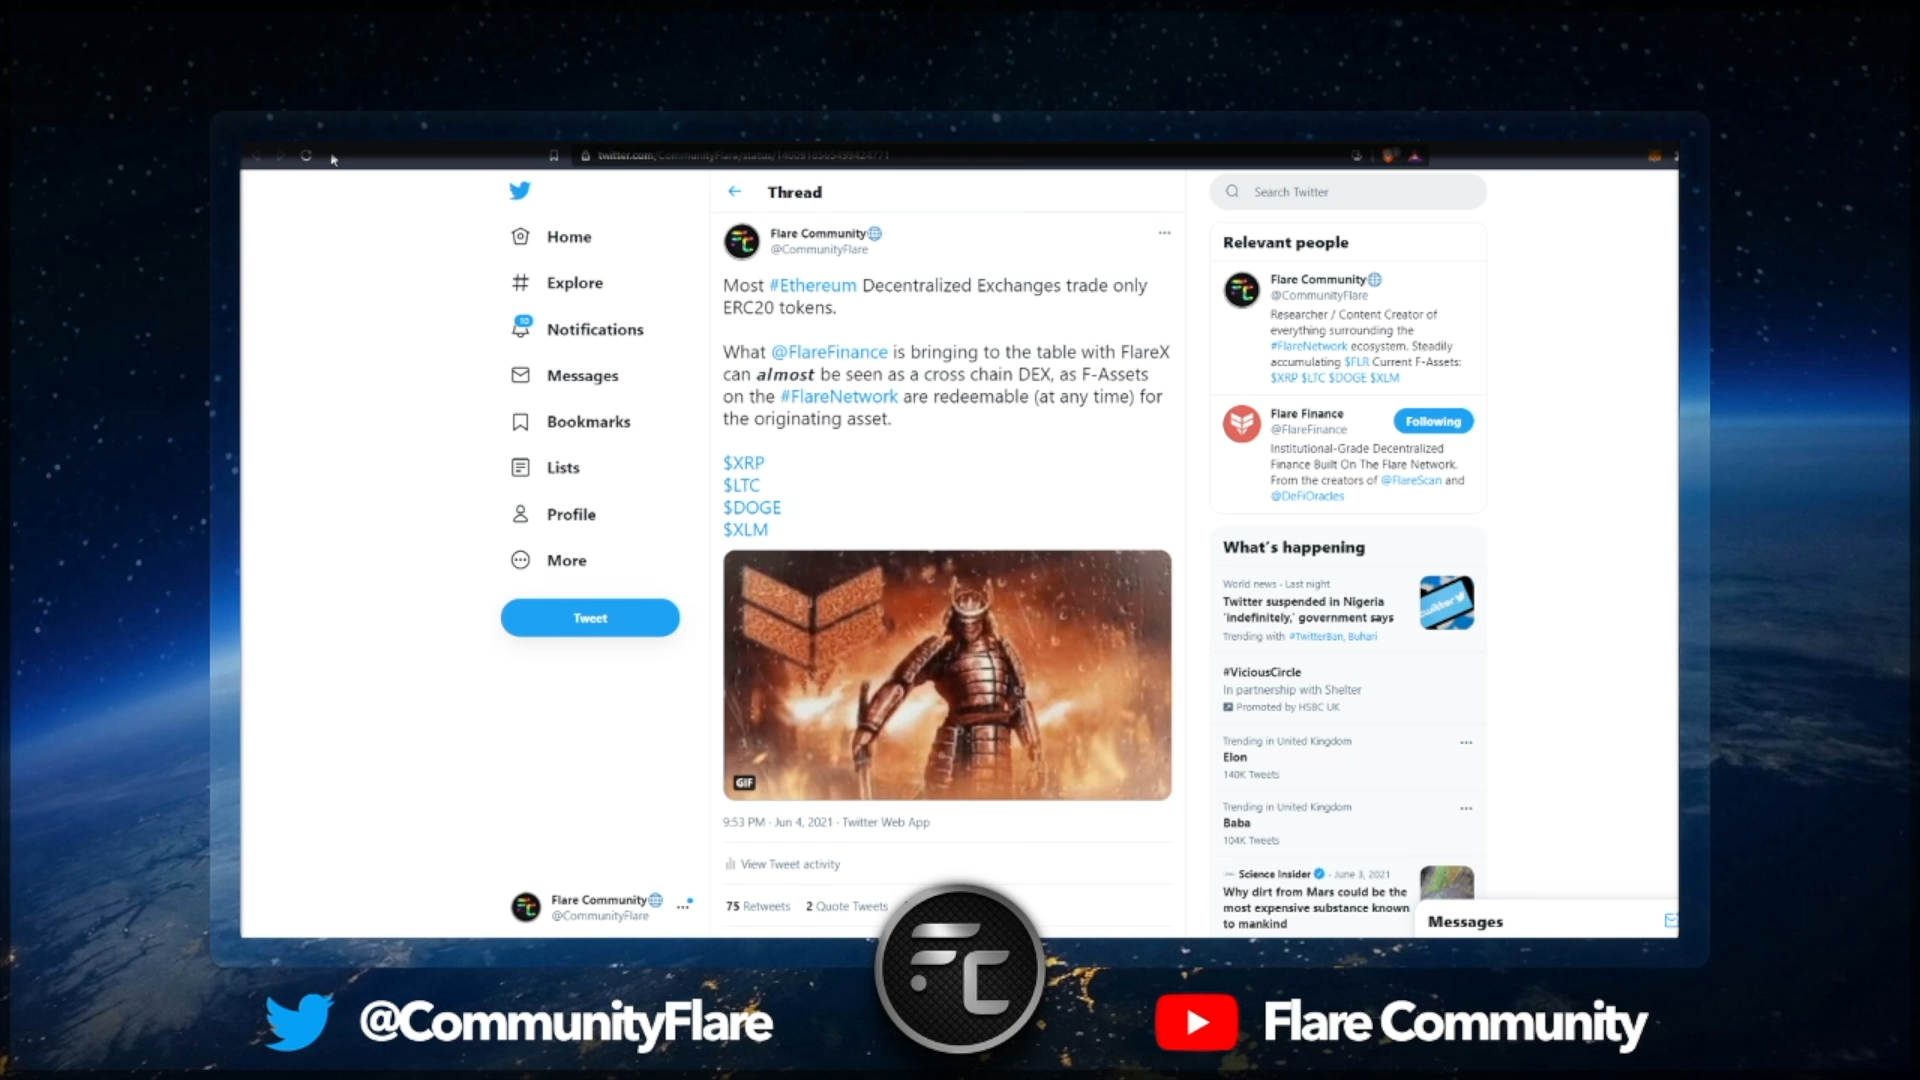 twitter.com/CommunityFlare/status/
Thread
Search Twitter
Home
Explore
10
Notifications
Messages
Bookmarks
Lists
Profile
More
Tweet
Flare Community
@CommunityFlare
Flare Community
@CommunityFlare
Most #Ethereum Decentralized Exchanges trade only
ERC20 tokens.
What @FlareFinance is bringing to the table with FlareX
can almost be seen as a cross chain DEX, as F-Assets
on the #FlareNetwork are redeemable (at any time) for
the originating asset.
$XRP
$LTC
$DOGE
$XLM
GIF
9:53 PM · Jun 4, 2021 · Twitter Web App
View Tweet activity
75 Retweets 2 Quote Tweets
Relevant people
Flare Community
@CommunityFlare
Researcher / Content Creator of
everything surrounding the
#FlareNetwork ecosystem. Steadily
accumulating $FLR Current F-Assets:
$XRP $LTC $DOGE $XLM
Flare Finance
@FlareFinance
Following
Institutional-Grade Decentralized
Finance Built On The Flare Network.
From the creators of @FlareScan and
@DeFiOracles
What's happening
World news · Last night
Twitter suspended in Nigeria
'indefinitely,' government says
Trending with #TwitterBan, Buhari
#ViciousCircle
In partnership with Shelter
Promoted by HSBC UK
Trending in United Kingdom
Elon
140K Tweets
Trending in United Kingdom
Baba
104K Tweets
Science Insider · June 3, 2021
Why dirt from Mars could be the
most expensive substance known
to mankind
Messages
FC
@CommunityFlare
Flare Community